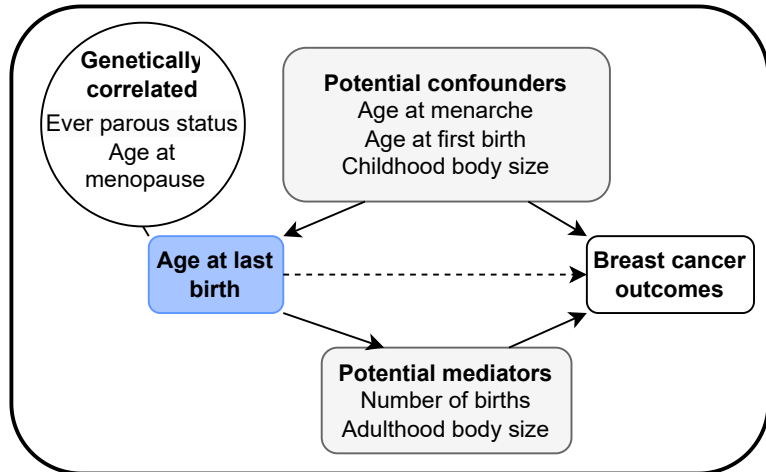 Genetically
correlated
Ever parous status
Age at
menopause
Potential confounders
Age at menarche
Age at first birth
Childhood body size
Age at last
birth
Breast cancer
outcomes
Potential mediators
Number of births
Adulthood body size